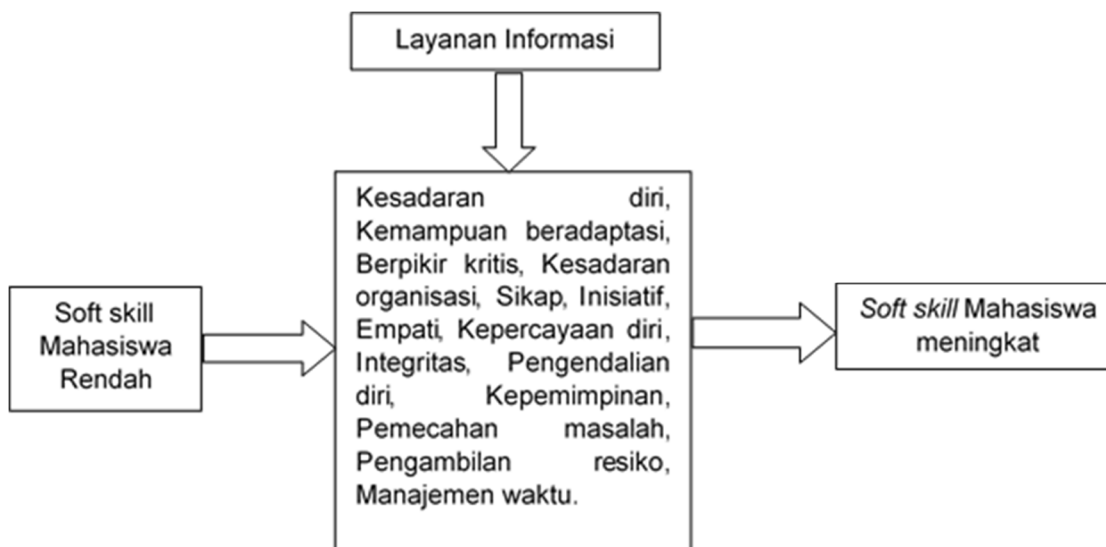 Layanan Informasi
Kesadaran diri,
Kemampuan beradaptasi,
Berpikir kritis, Kesadaran
organisasi, Sikap, Inisiatif,
Empati, Kepercayaan diri,
Integritas, Pengendalian
diri, Kepemimpinan,
Pemecahan masalah,
Pengambilan resiko,
Manajemen waktu.
Soft skill
Mahasiswa
Rendah
Soft skill Mahasiswa
meningkat